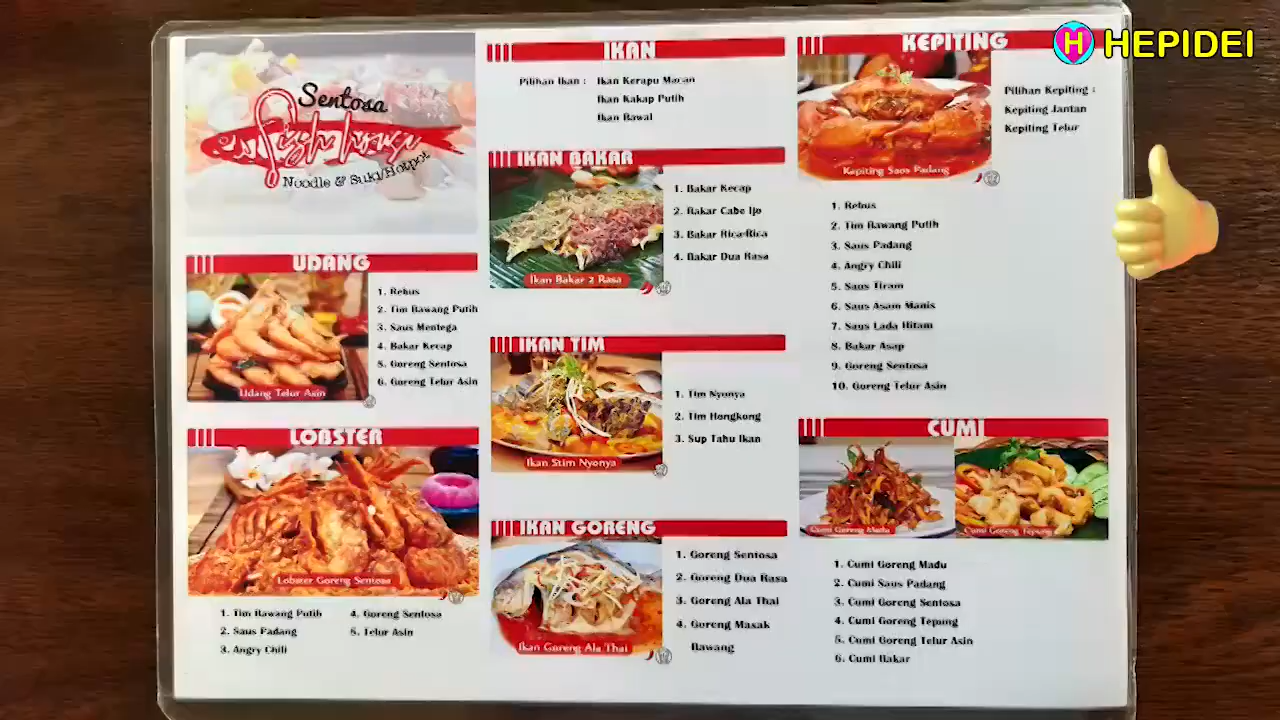 HEPIDEI
Sentosa
Fish house
Noodle & Suki/Hotpot
UDANG
Udang Telur Asin
1. Rebus
2. Tim Bawang Putih
3. Saus Mentega
4. Bakar Kecap
5. Goreng Sentosa
6. Goreng Telur Asin
LOBSTER
Lobster Goreng Sentosa
1. Tim Bawang Putih
2. Saus Padang
3. Angry Chili
4. Goreng Sentosa
5. Telur Asin
IKAN
Pilihan Ikan : Ikan Kerapu Macan
Ikan Kakap Putih
Ikan Bawal
IKAN BAKAR
Ikan Bakar 2 Rasa
1. Bakar Kecap
2. Bakar Cabe Ijo
3. Bakar Rica-Rica
4. Bakar Dua Rasa
IKAN TIM
Ikan Stim Nyonya
1. Tim Nyonya
2. Tim Hongkong
3. Sup Tahu Ikan
IKAN GORENG
Ikan Goreng Ala Thai
1. Goreng Sentosa
2. Goreng Dua Rasa
3. Goreng Ala Thai
4. Goreng Masak
Bawang
KEPITING
Kepiting Saos Padang
Pilihan Kepiting :
Kepiting Jantan
Kepiting Telur
1. Rebus
2. Tim Bawang Putih
3. Saus Padang
4. Angry Chili
5. Saus Tiram
6. Saus Asam Manis
7. Saus Lada Hitam
8. Bakar Asap
9. Goreng Sentosa
10. Goreng Telur Asin
CUMI
Cumi Goreng Madu
Cumi Goreng Tepung
1. Cumi Goreng Madu
2. Cumi Saus Padang
3. Cumi Goreng Sentosa
4. Cumi Goreng Tepung
5. Cumi Goreng Telur Asin
6. Cumi Bakar